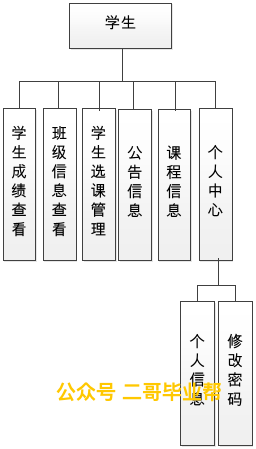 学生
学生成绩查看
班级信息查看
学生选课管理
公告信息
课程信息
个人中心
个人信息
修改密码
公众号 二哥毕业帮